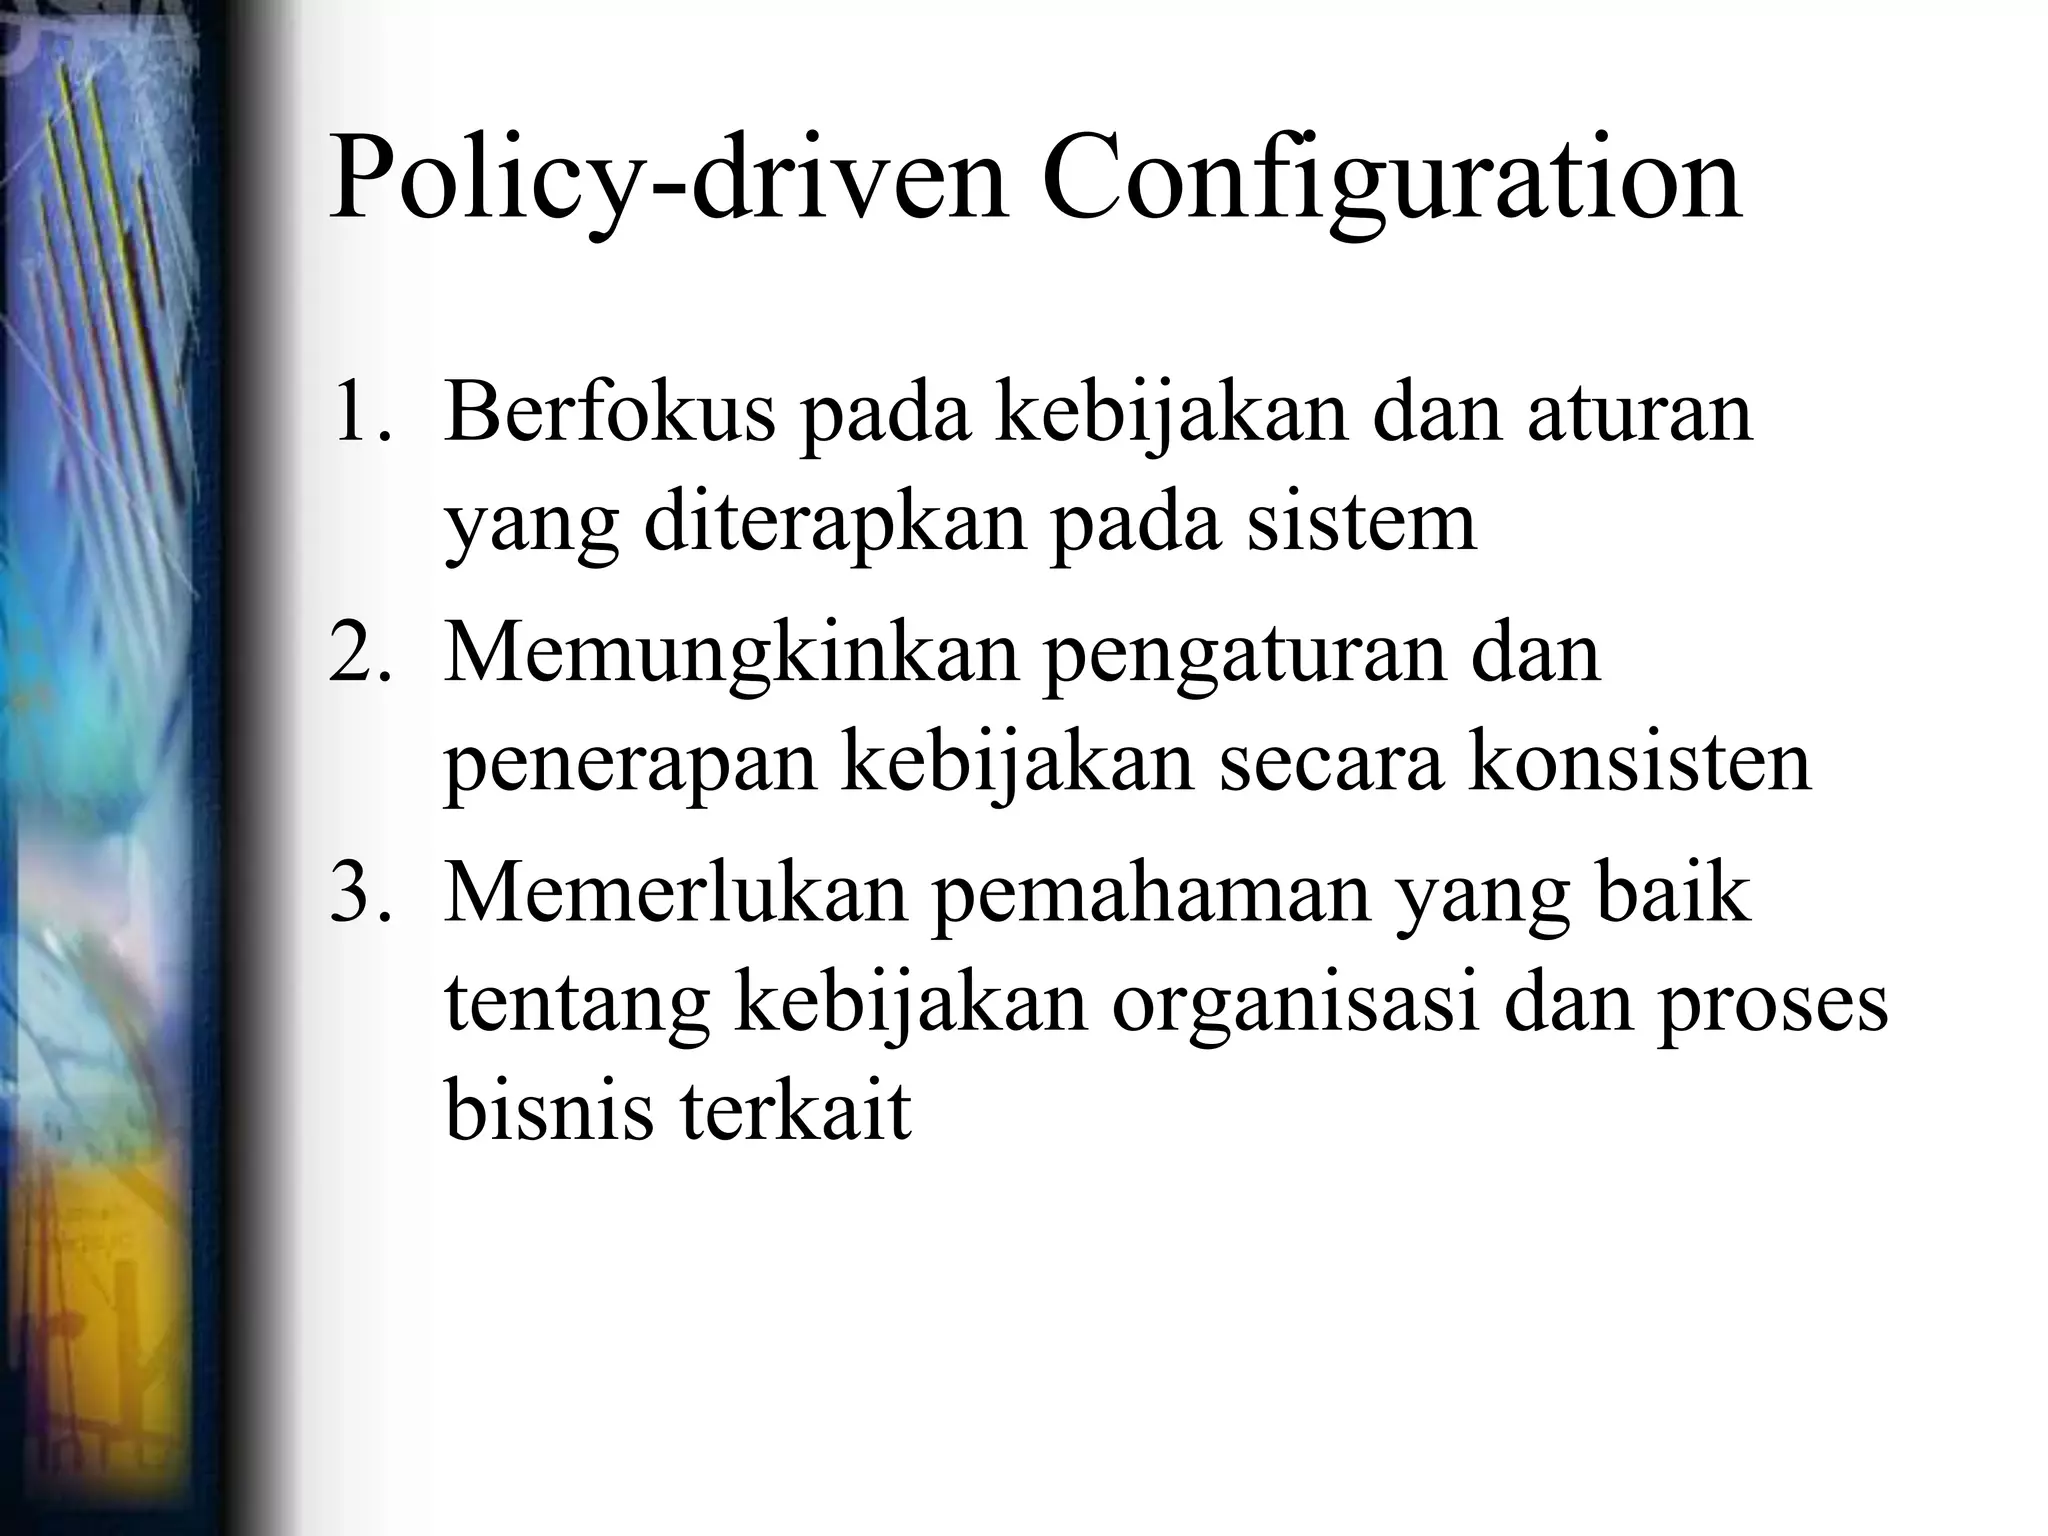 Policy-driven Configuration
1. Berfokus pada kebijakan dan aturan
yang diterapkan pada sistem
2. Memungkinkan pengaturan dan
penerapan kebijakan secara konsisten
3. Memerlukan pemahaman yang baik
tentang kebijakan organisasi dan proses
bisnis terkait